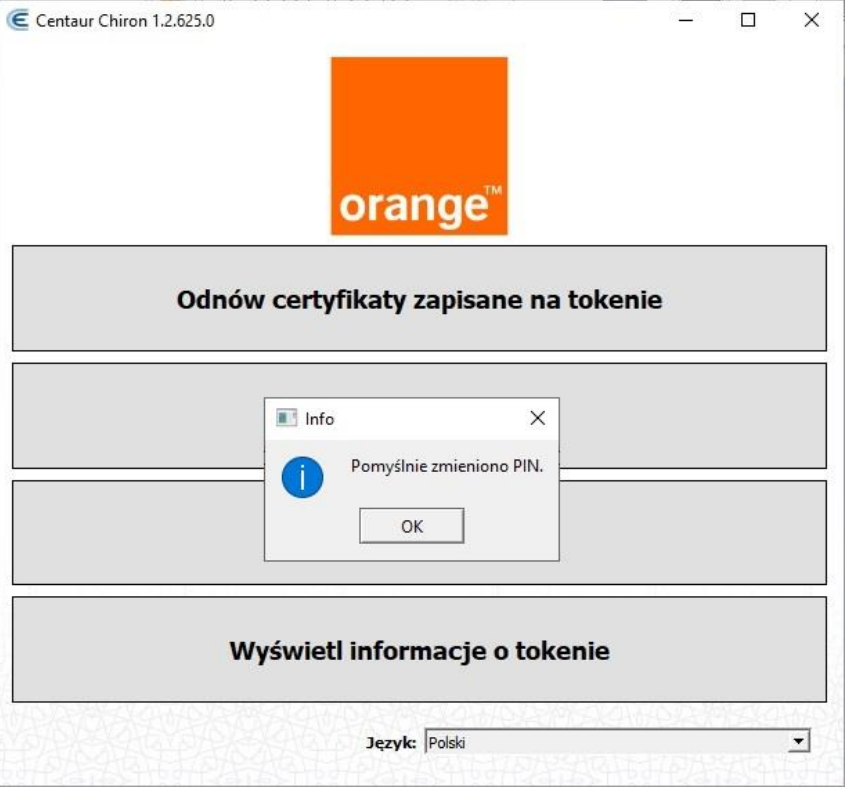 Centaur Chiron 1.2.625.0
orange™
Odnów certyfikaty zapisane na tokenie
Info
Pomyślnie zmieniono PIN.
OK
Wyświetl informacje o tokenie
Język: Polski